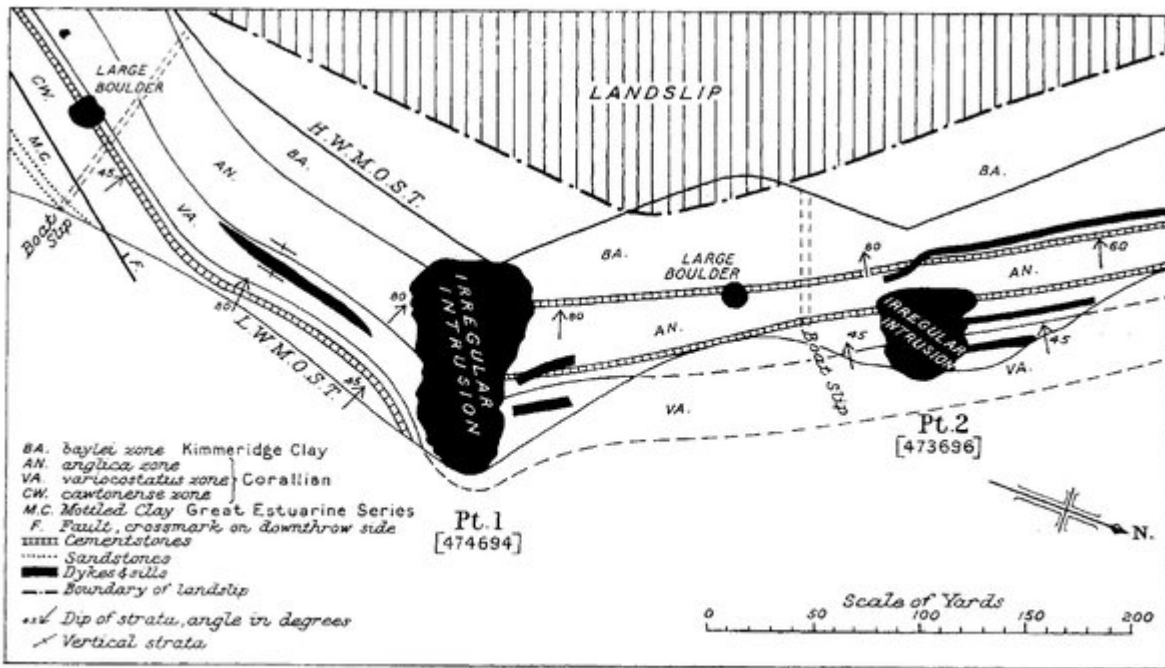 LARGE
BOULDER
LANDSLIP
CW.
M.C.
45
AN.
BA.
H.W.M.O.S.T.
VA.
Boat
Slip
F.
80
L.W.M.O.S.T.
45
80
IRREGULAR
INTRUSION
80
BA.
LARGE
BOULDER
AN.
VA.
Boat Slip
BA.
80
AN.
60
IRREGULAR
INTRUSION
45
45
VA.
Pt.1
[474694]
Pt.2
[473696]
N.
BA. baylei zone Kimmeridge Clay
AN. anglica zone
VA. variocostatus zone Corallian
CW. cawtonense zone
M.C. Mottled Clay Great Estuarine Series
F. Fault, crossmark on downthrow side
Cementstones
Sandstones
Dykes & sills
Boundary of landslip
45 Dip of strata, angle in degrees
Vertical strata
Scale of Yards
0 50 100 150 200